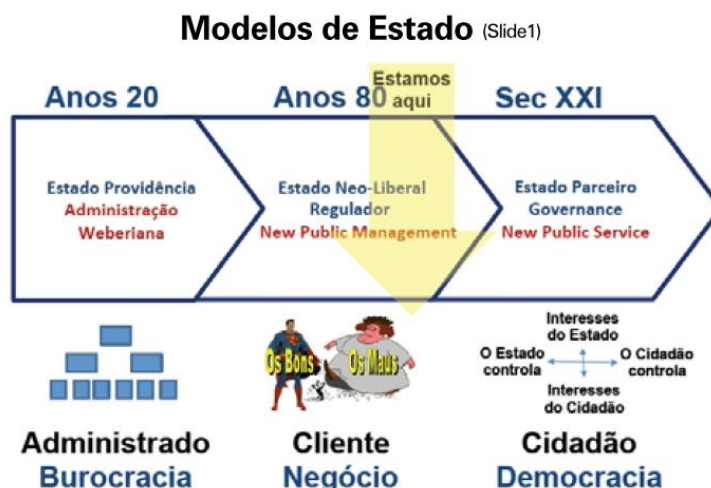 Modelos de Estado (Slide1)
Anos 20
Anos 80
Estamos
aqui
Sec XXI
Estado Providência
Administração
Weberiana
Estado Neo-Liberal
Regulador
New Public Management
Estado Parceiro
Governance
New Public Service
Os Bons
Os Maus
Interesses
do Estado
O Estado
controla
O Cidadão
controla
Interesses
do Cidadão
Administrado
Burocracia
Cliente
Negócio
Cidadão
Democracia